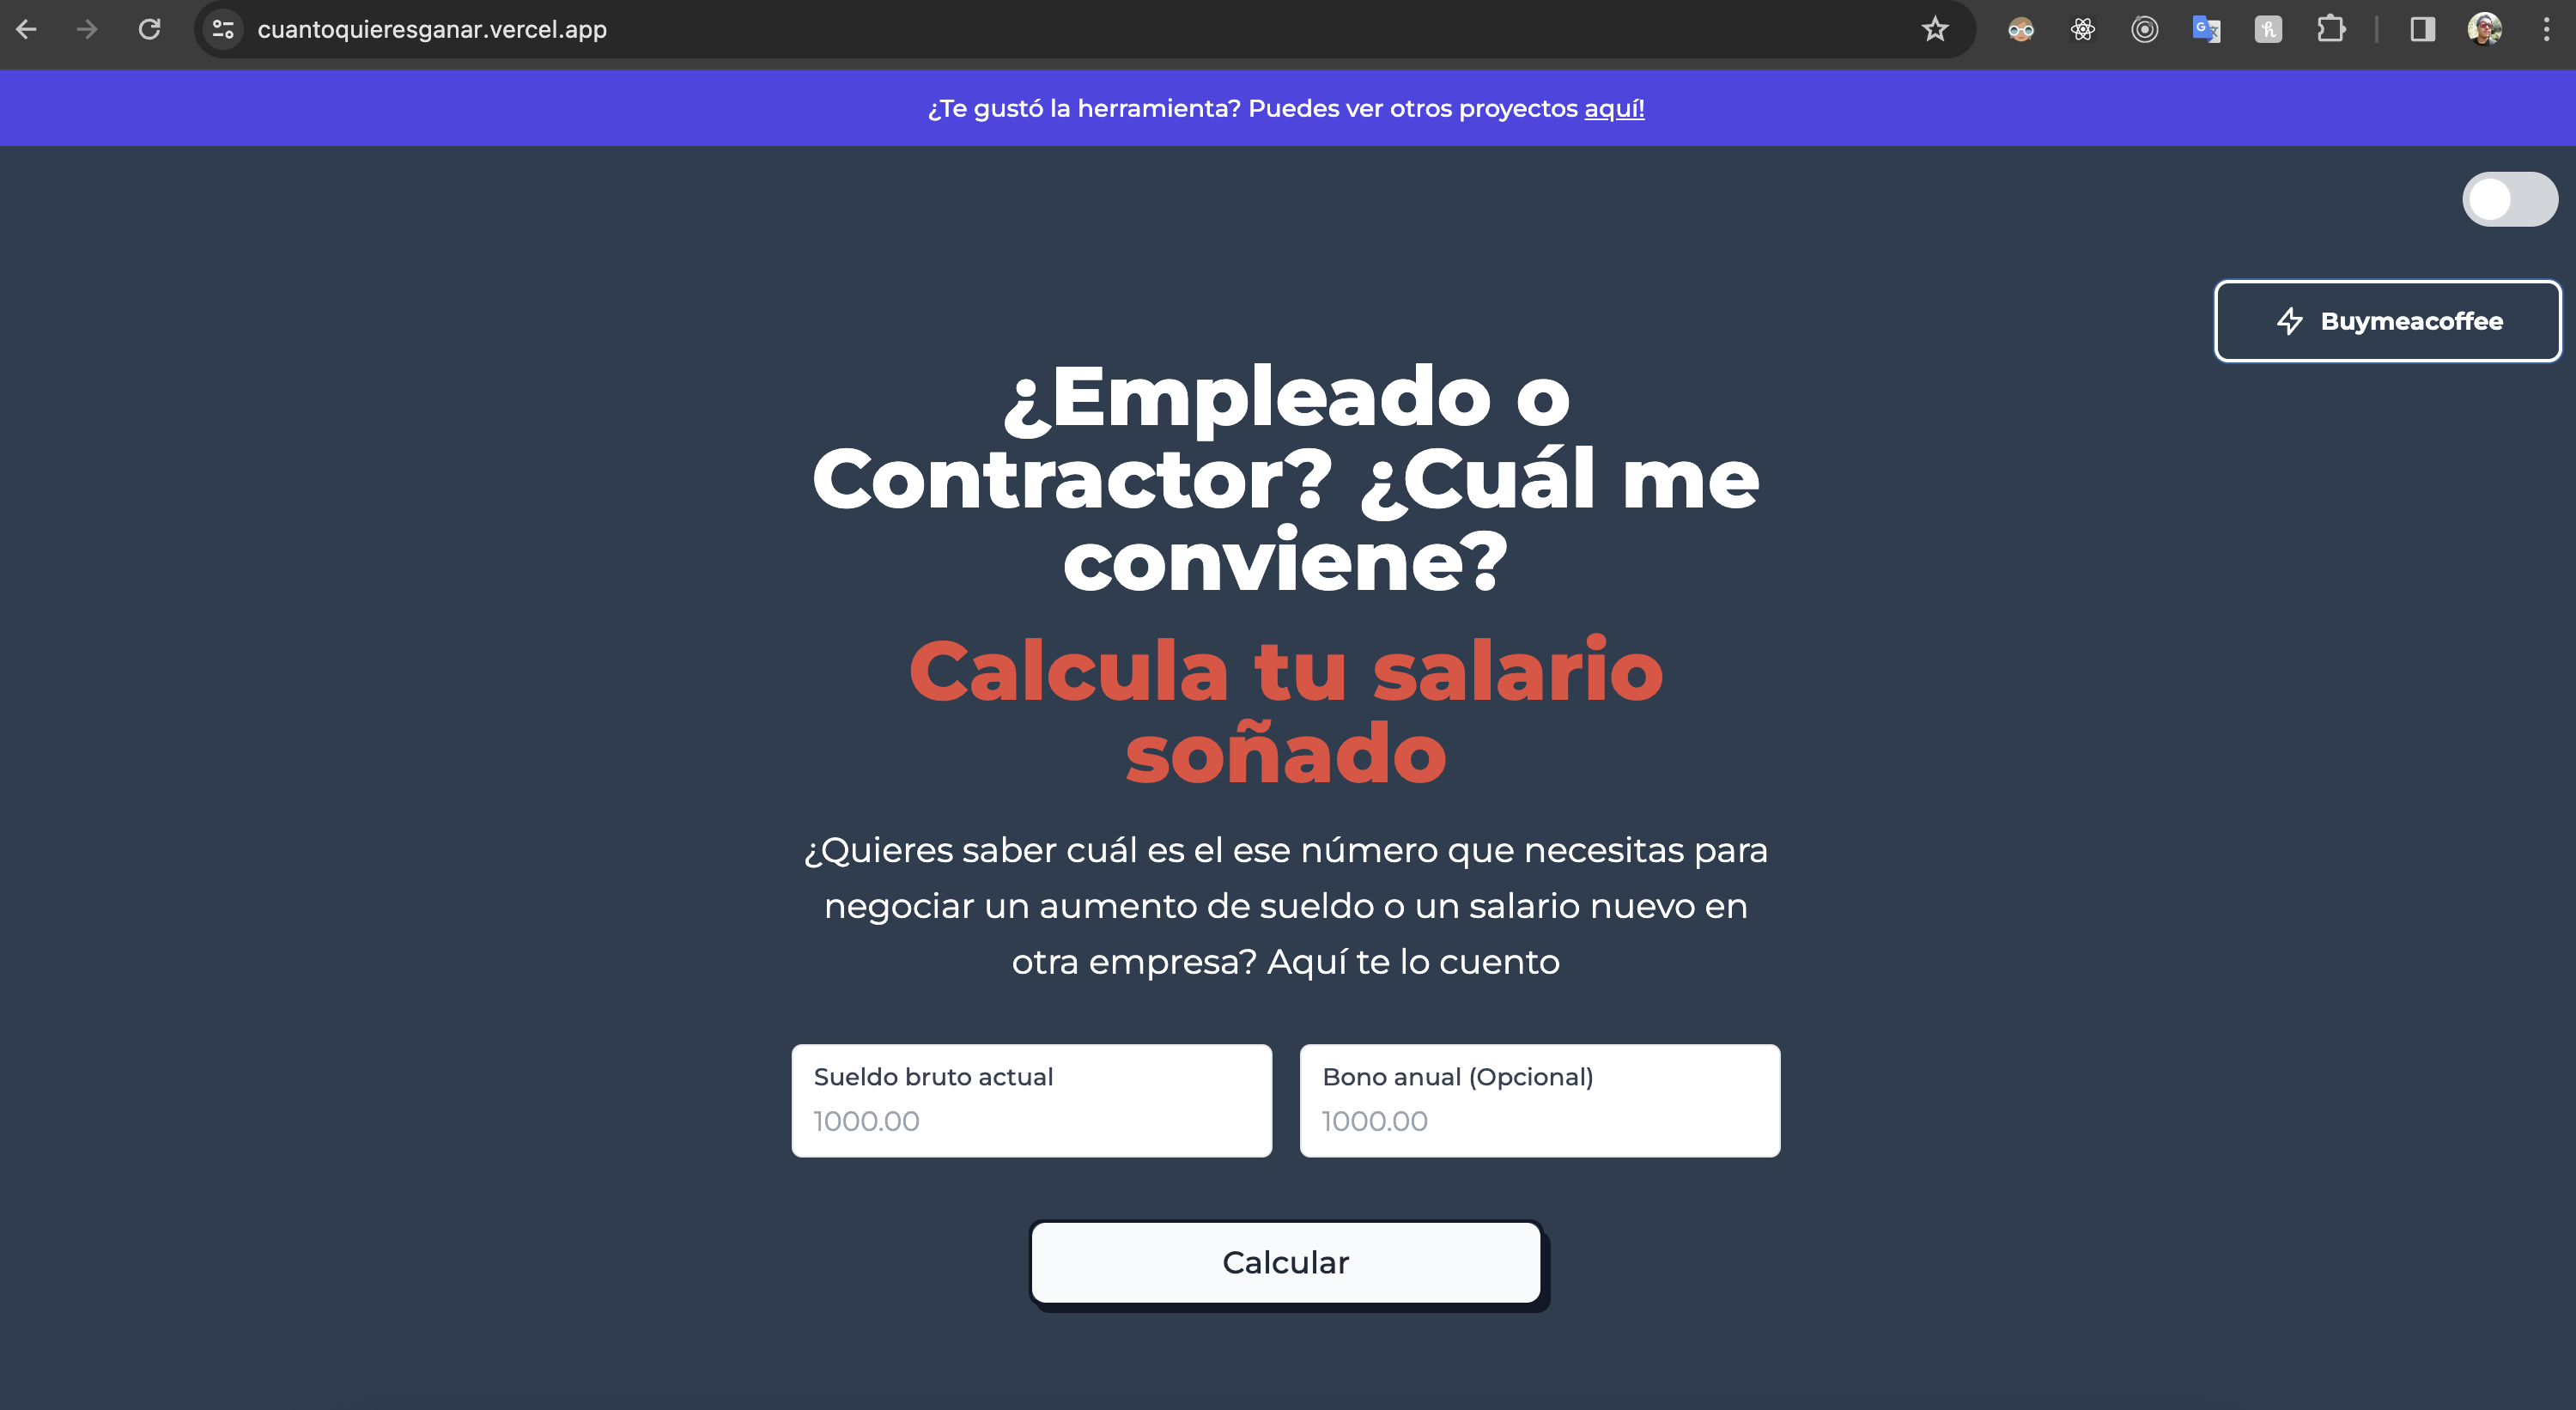 cuantoquieresganar.vercel.app
¿Te gustó la herramienta? Puedes ver otros proyectos aquí!
Buymeacoffee
¿Empleado o
Contractor? ¿Cuál me
conviene?
Calcula tu salario
soñado
¿Quieres saber cuál es el ese número que necesitas para
negociar un aumento de sueldo o un salario nuevo en
otra empresa? Aquí te lo cuento
Sueldo bruto actual
1000.00
Bono anual (Opcional)
1000.00
Calcular